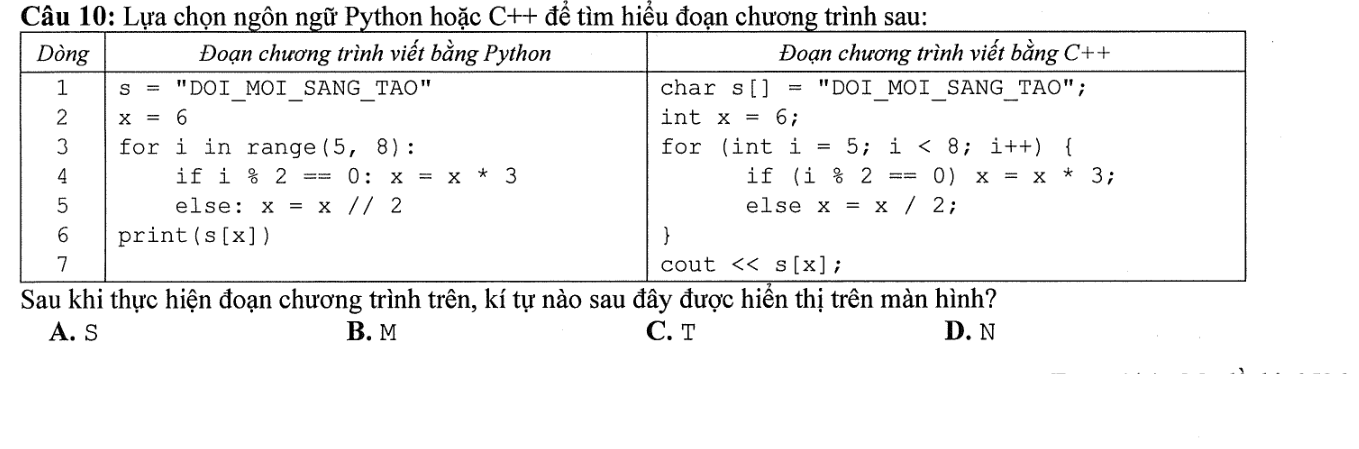 Câu 10: Lựa chọn ngôn ngữ Python hoặc C++ để tìm hiểu đoạn chương trình sau:
Dòng Đoạn chương trình viết bằng Python Đoạn chương trình viết bằng C++
1 s = "DOI_MOI_SANG_TAO" char s[] = "DOI_MOI_SANG_TAO";
2 x = 6 int x = 6;
3 for i in range(5, 8): for (int i = 5; i < 8; i++) {
4 if i % 2 == 0: x = x * 3 if (i % 2 == 0) x = x * 3;
5 else: x = x // 2 else x = x / 2;
6 print(s[x]) }
7 cout << s[x];
Sau khi thực hiện đoạn chương trình trên, kí tự nào sau đây được hiển thị trên màn hình?
A. S B. M C. T D. N